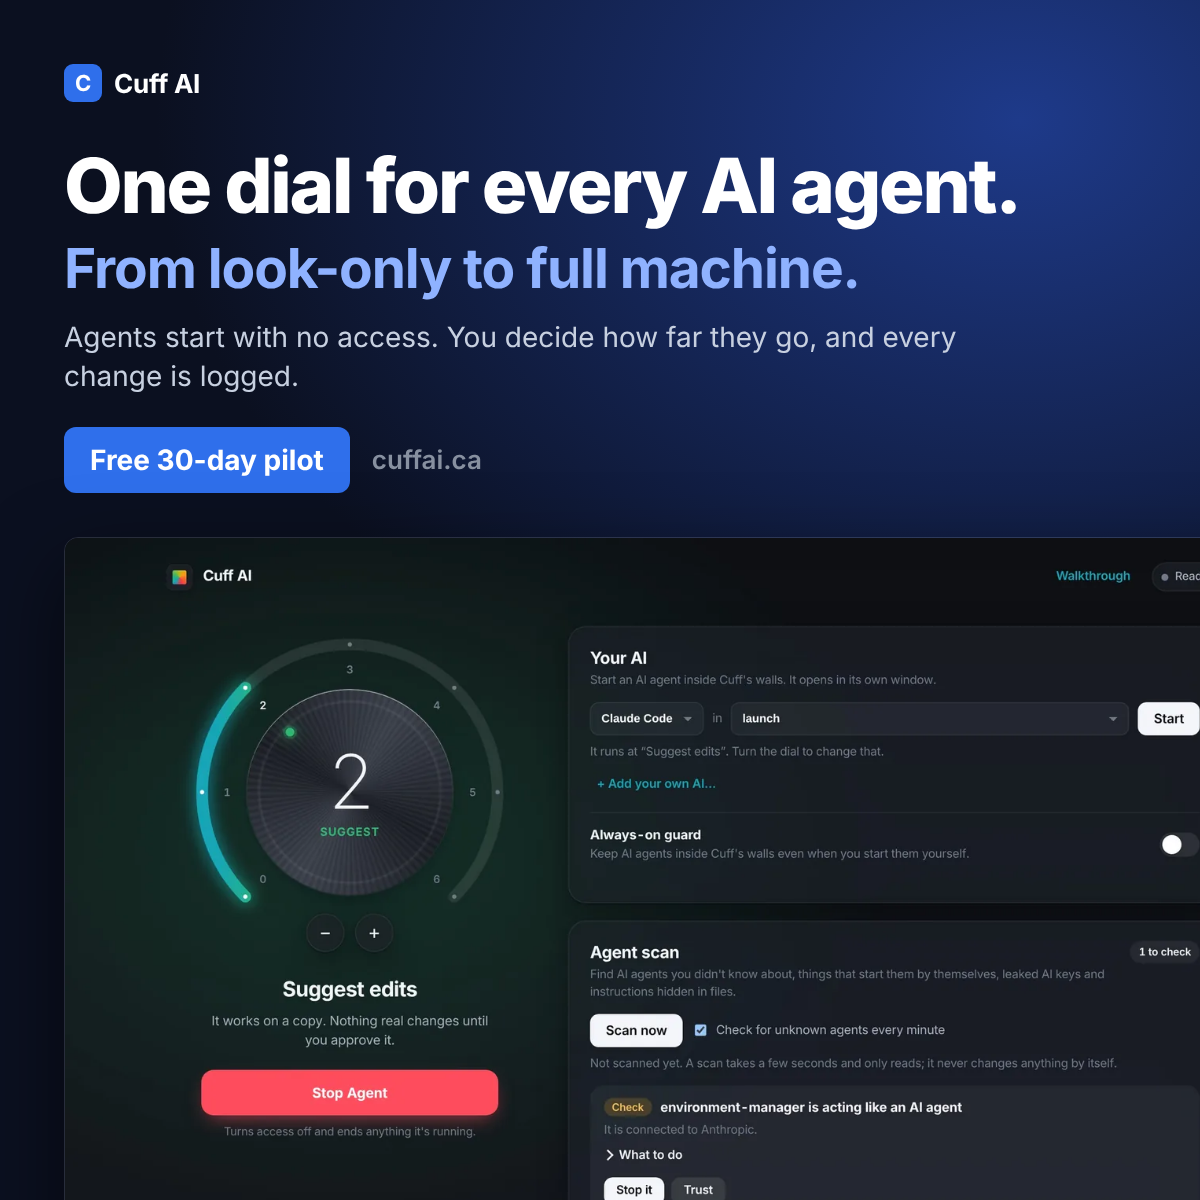 C Cuff AI
One dial for every AI agent.
From look-only to full machine.
Agents start with no access. You decide how far they go, and every
change is logged.
Free 30-day pilot cuffai.ca
Cuff AI
Walkthrough
3
2
4
1
5
0
6
2
SUGGEST
− +
Suggest edits
It works on a copy. Nothing real changes until
you approve it.
Stop Agent
Turns access off and ends anything it's running.
Your AI
Start an AI agent inside Cuff's walls. It opens in its own window.
Claude Code in launch Start
It runs at “Suggest edits”. Turn the dial to change that.
+ Add your own AI...
Always-on guard
Keep AI agents inside Cuff's walls even when you start them yourself.
Agent scan 1 to check
Find AI agents you didn't know about, things that start them by themselves, leaked AI keys and
instructions hidden in files.
Scan now Check for unknown agents every minute
Not scanned yet. A scan takes a few seconds and only reads; it never changes anything by itself.
Check environment-manager is acting like an AI agent
It is connected to Anthropic.
What to do
Stop it Trust